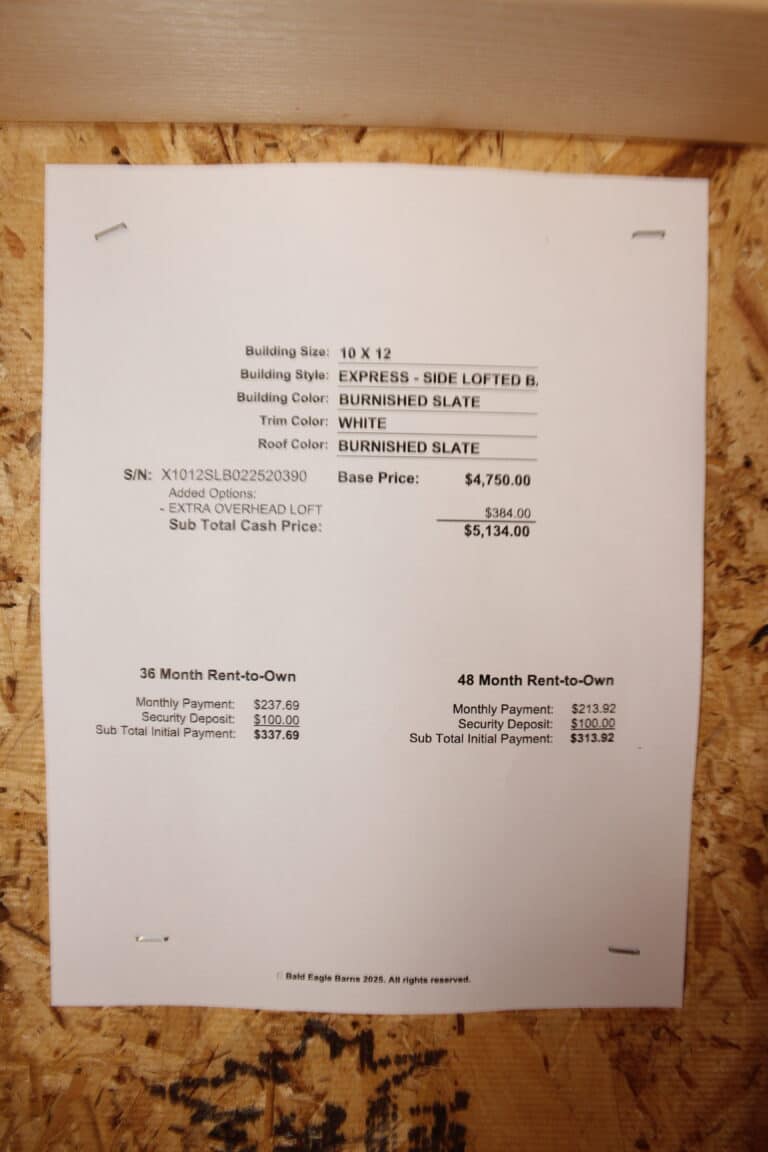 Building Size: 10 X 12
Building Style: EXPRESS - SIDE LOFTED
Building Color: BURNISHED SLATE
Trim Color: WHITE
Roof Color: BURNISHED SLATE
S/N: X1012SLB022520390 Base Price: $4,750.00
Added Options:
- EXTRA OVERHEAD LOFT $384.00
Sub Total Cash Price: $5,134.00
36 Month Rent-to-Own
Monthly Payment: $237.69
Security Deposit: $100.00
Sub Total Initial Payment: $337.69
48 Month Rent-to-Own
Monthly Payment: $213.92
Security Deposit: $100.00
Sub Total Initial Payment: $313.92
Bald Eagle Barns 2025. All rights reserved.